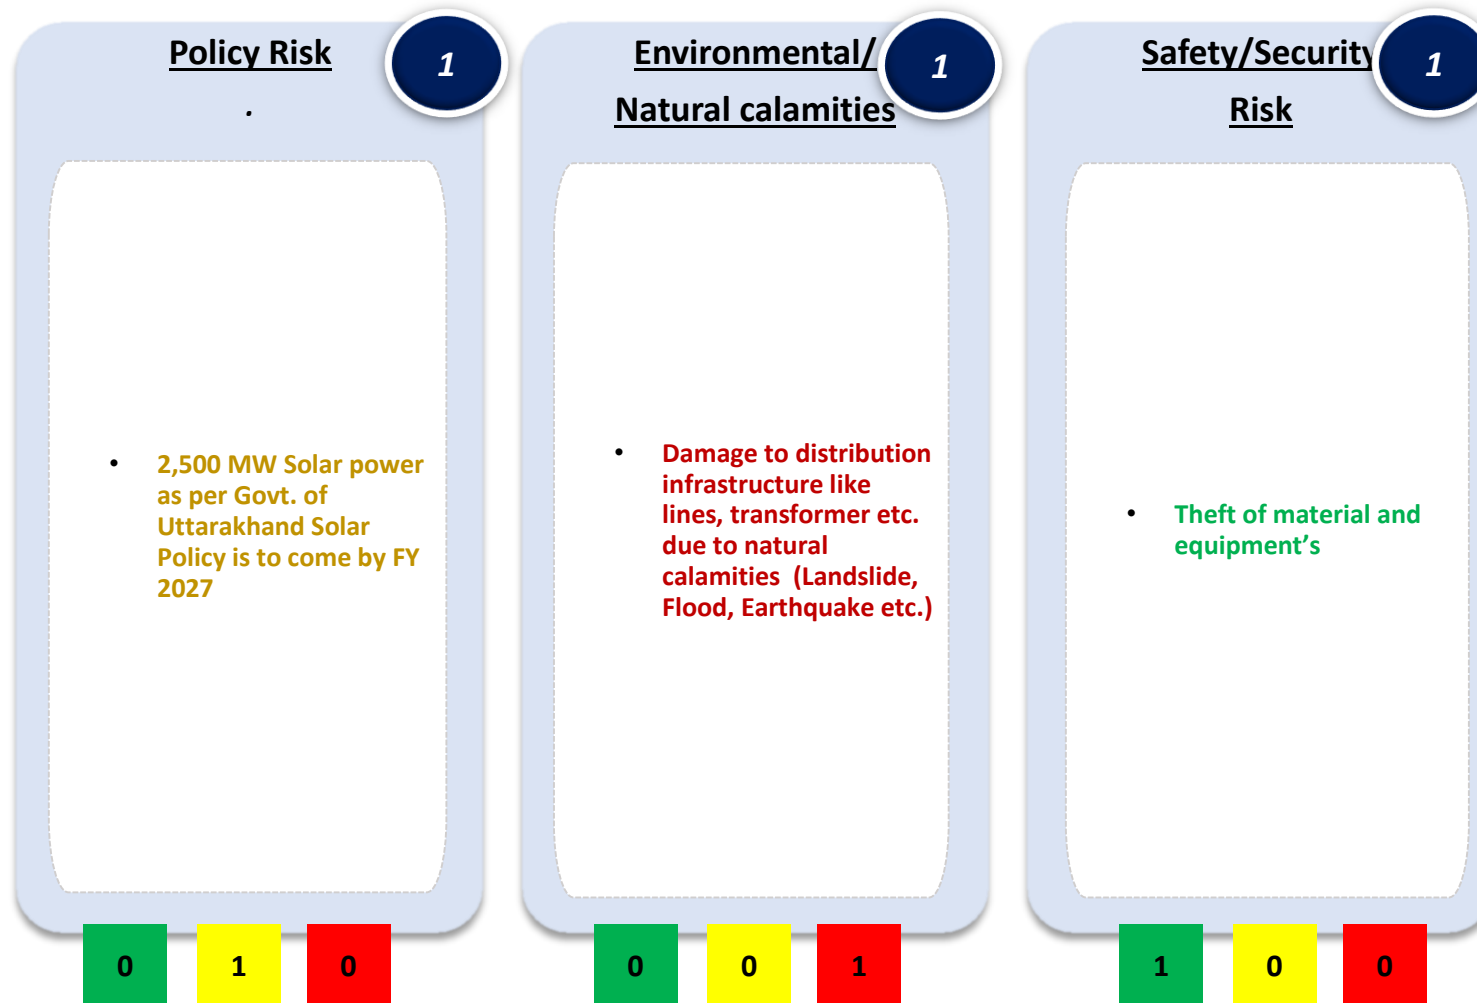 Policy Risk
.
1
• 2,500 MW Solar power
as per Govt. of
Uttarakhand Solar
Policy is to come by FY
2027
0 1 0
Environmental/
Natural calamities
1
• Damage to distribution
infrastructure like
lines, transformer etc.
due to natural
calamities (Landslide,
Flood, Earthquake etc.)
0 0 1
Safety/Security
Risk
1
• Theft of material and
equipment’s
1 0 0